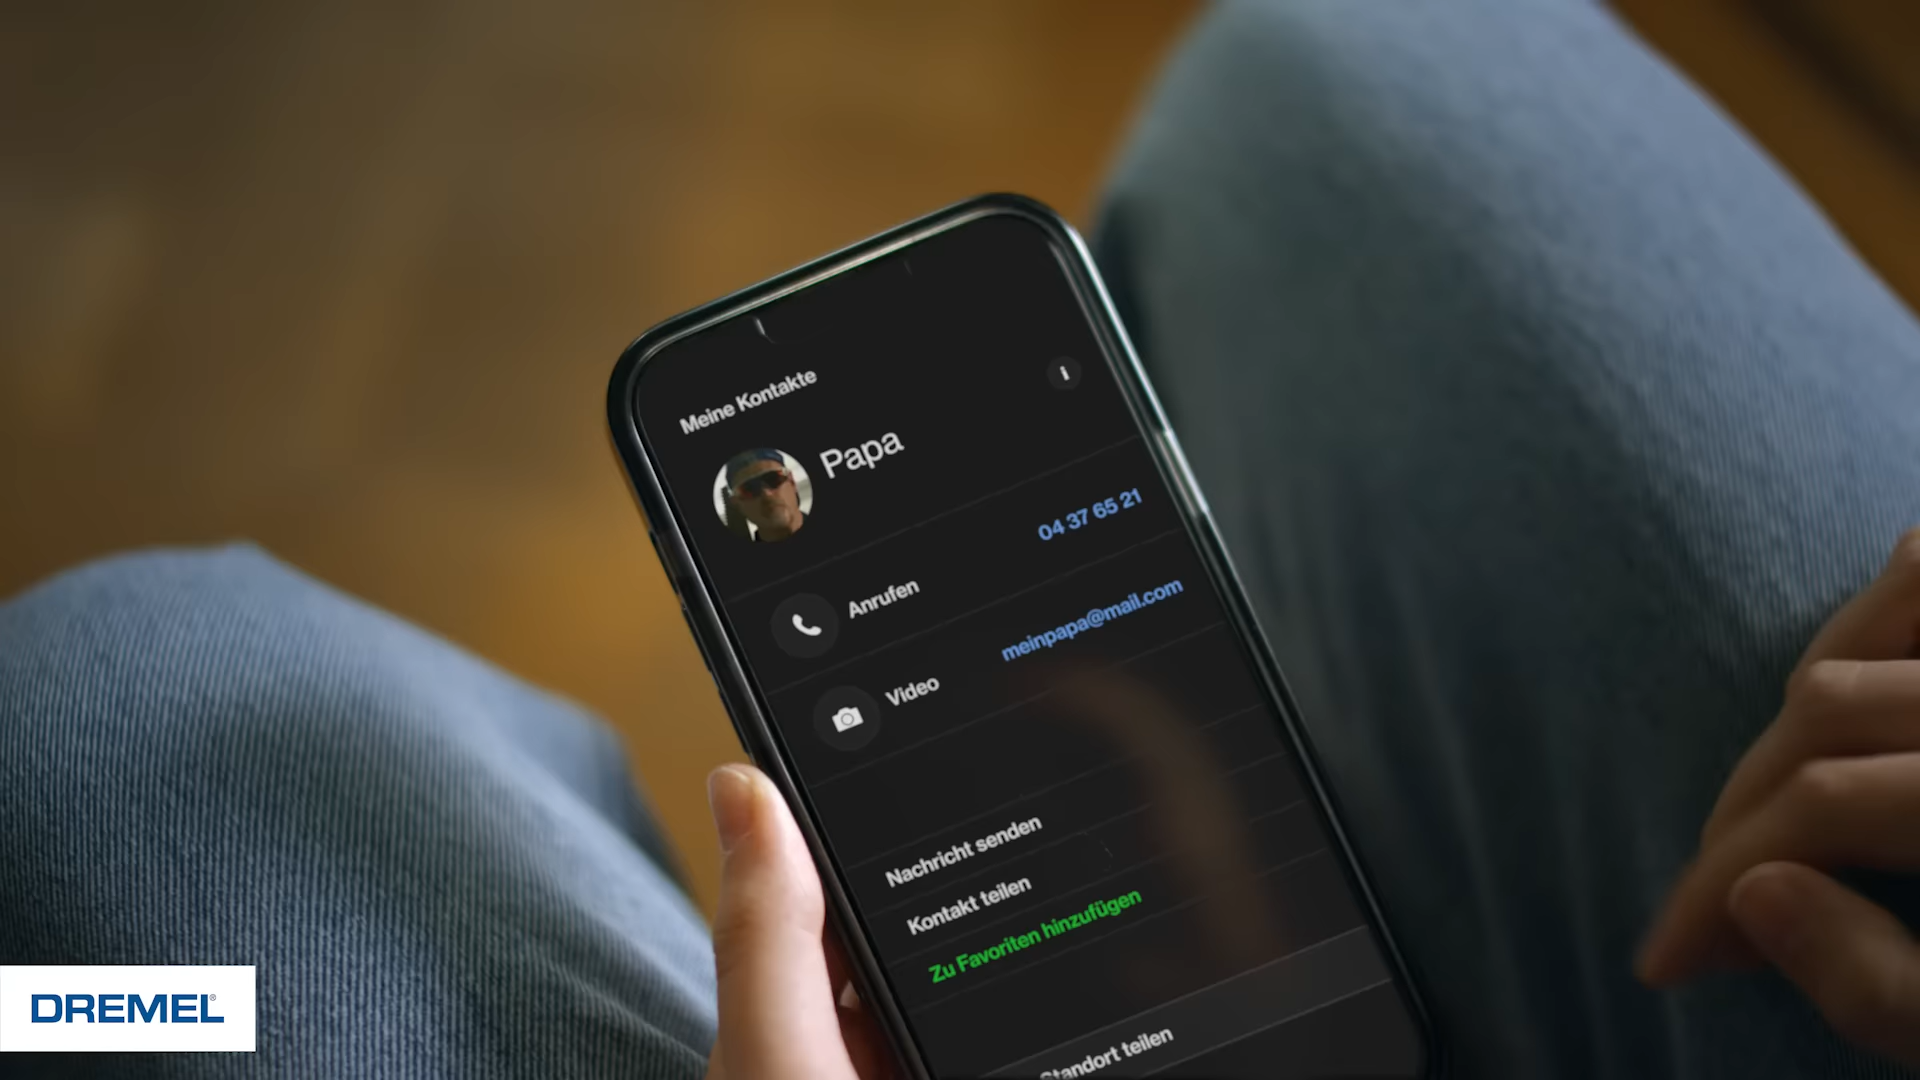 Meine Kontakte
i
Papa
04 37 65 21
Anrufen
meinpapa@mail.com
Video
Nachricht senden
Kontakt teilen
Zu Favoriten hinzufügen
Standort teilen
DREMEL®